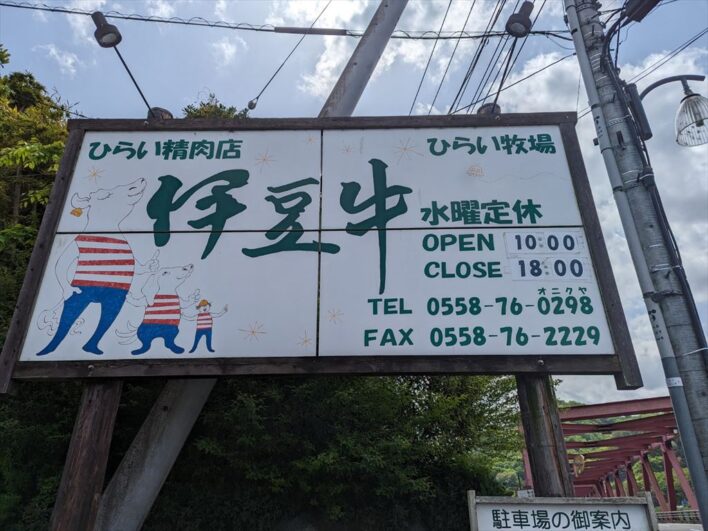 ひらい精肉店
ひらい牧場
伊豆牛
水曜定休
OPEN 10:00
CLOSE 18:00
オニクヤ
TEL 0558-76-0298
FAX 0558-76-2229
駐車場の御案内